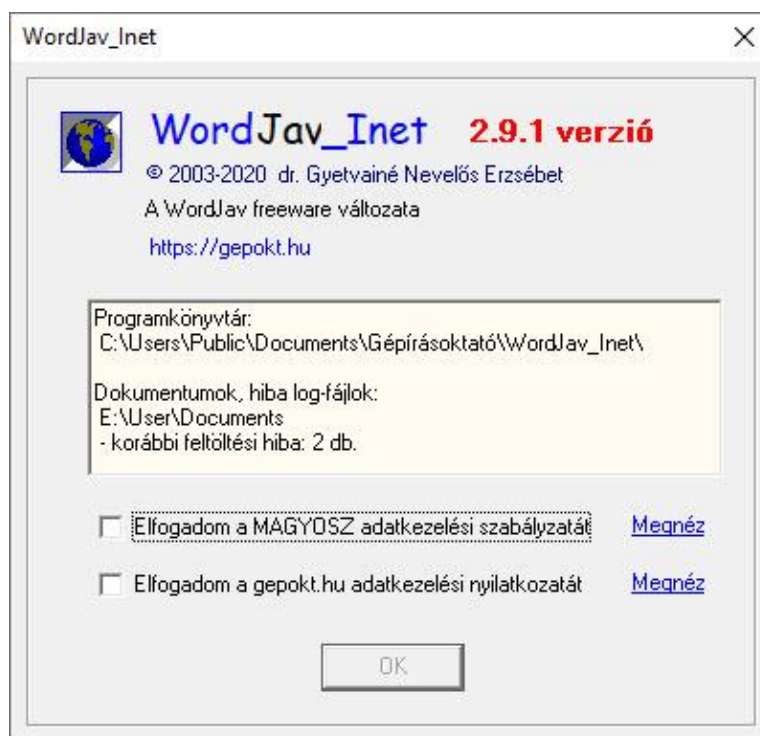 WordJav_Inet
WordJav_Inet 2.9.1 verzió
© 2003-2020 dr. Gyetvainé Nevelős Erzsébet
A WordJav freeware változata
https://gepokt.hu
Programkönyvtár:
C:\Users\Public\Documents\Gépírásoktató\WordJav_Inet\
Dokumentumok, hiba log-fájlok:
E:\User\Documents
- korábbi feltöltési hiba: 2 db.
Elfogadom a MAGYOSZ adatkezelési szabályzatát Megnéz
Elfogadom a gepokt.hu adatkezelési nyilatkozatát Megnéz
OK